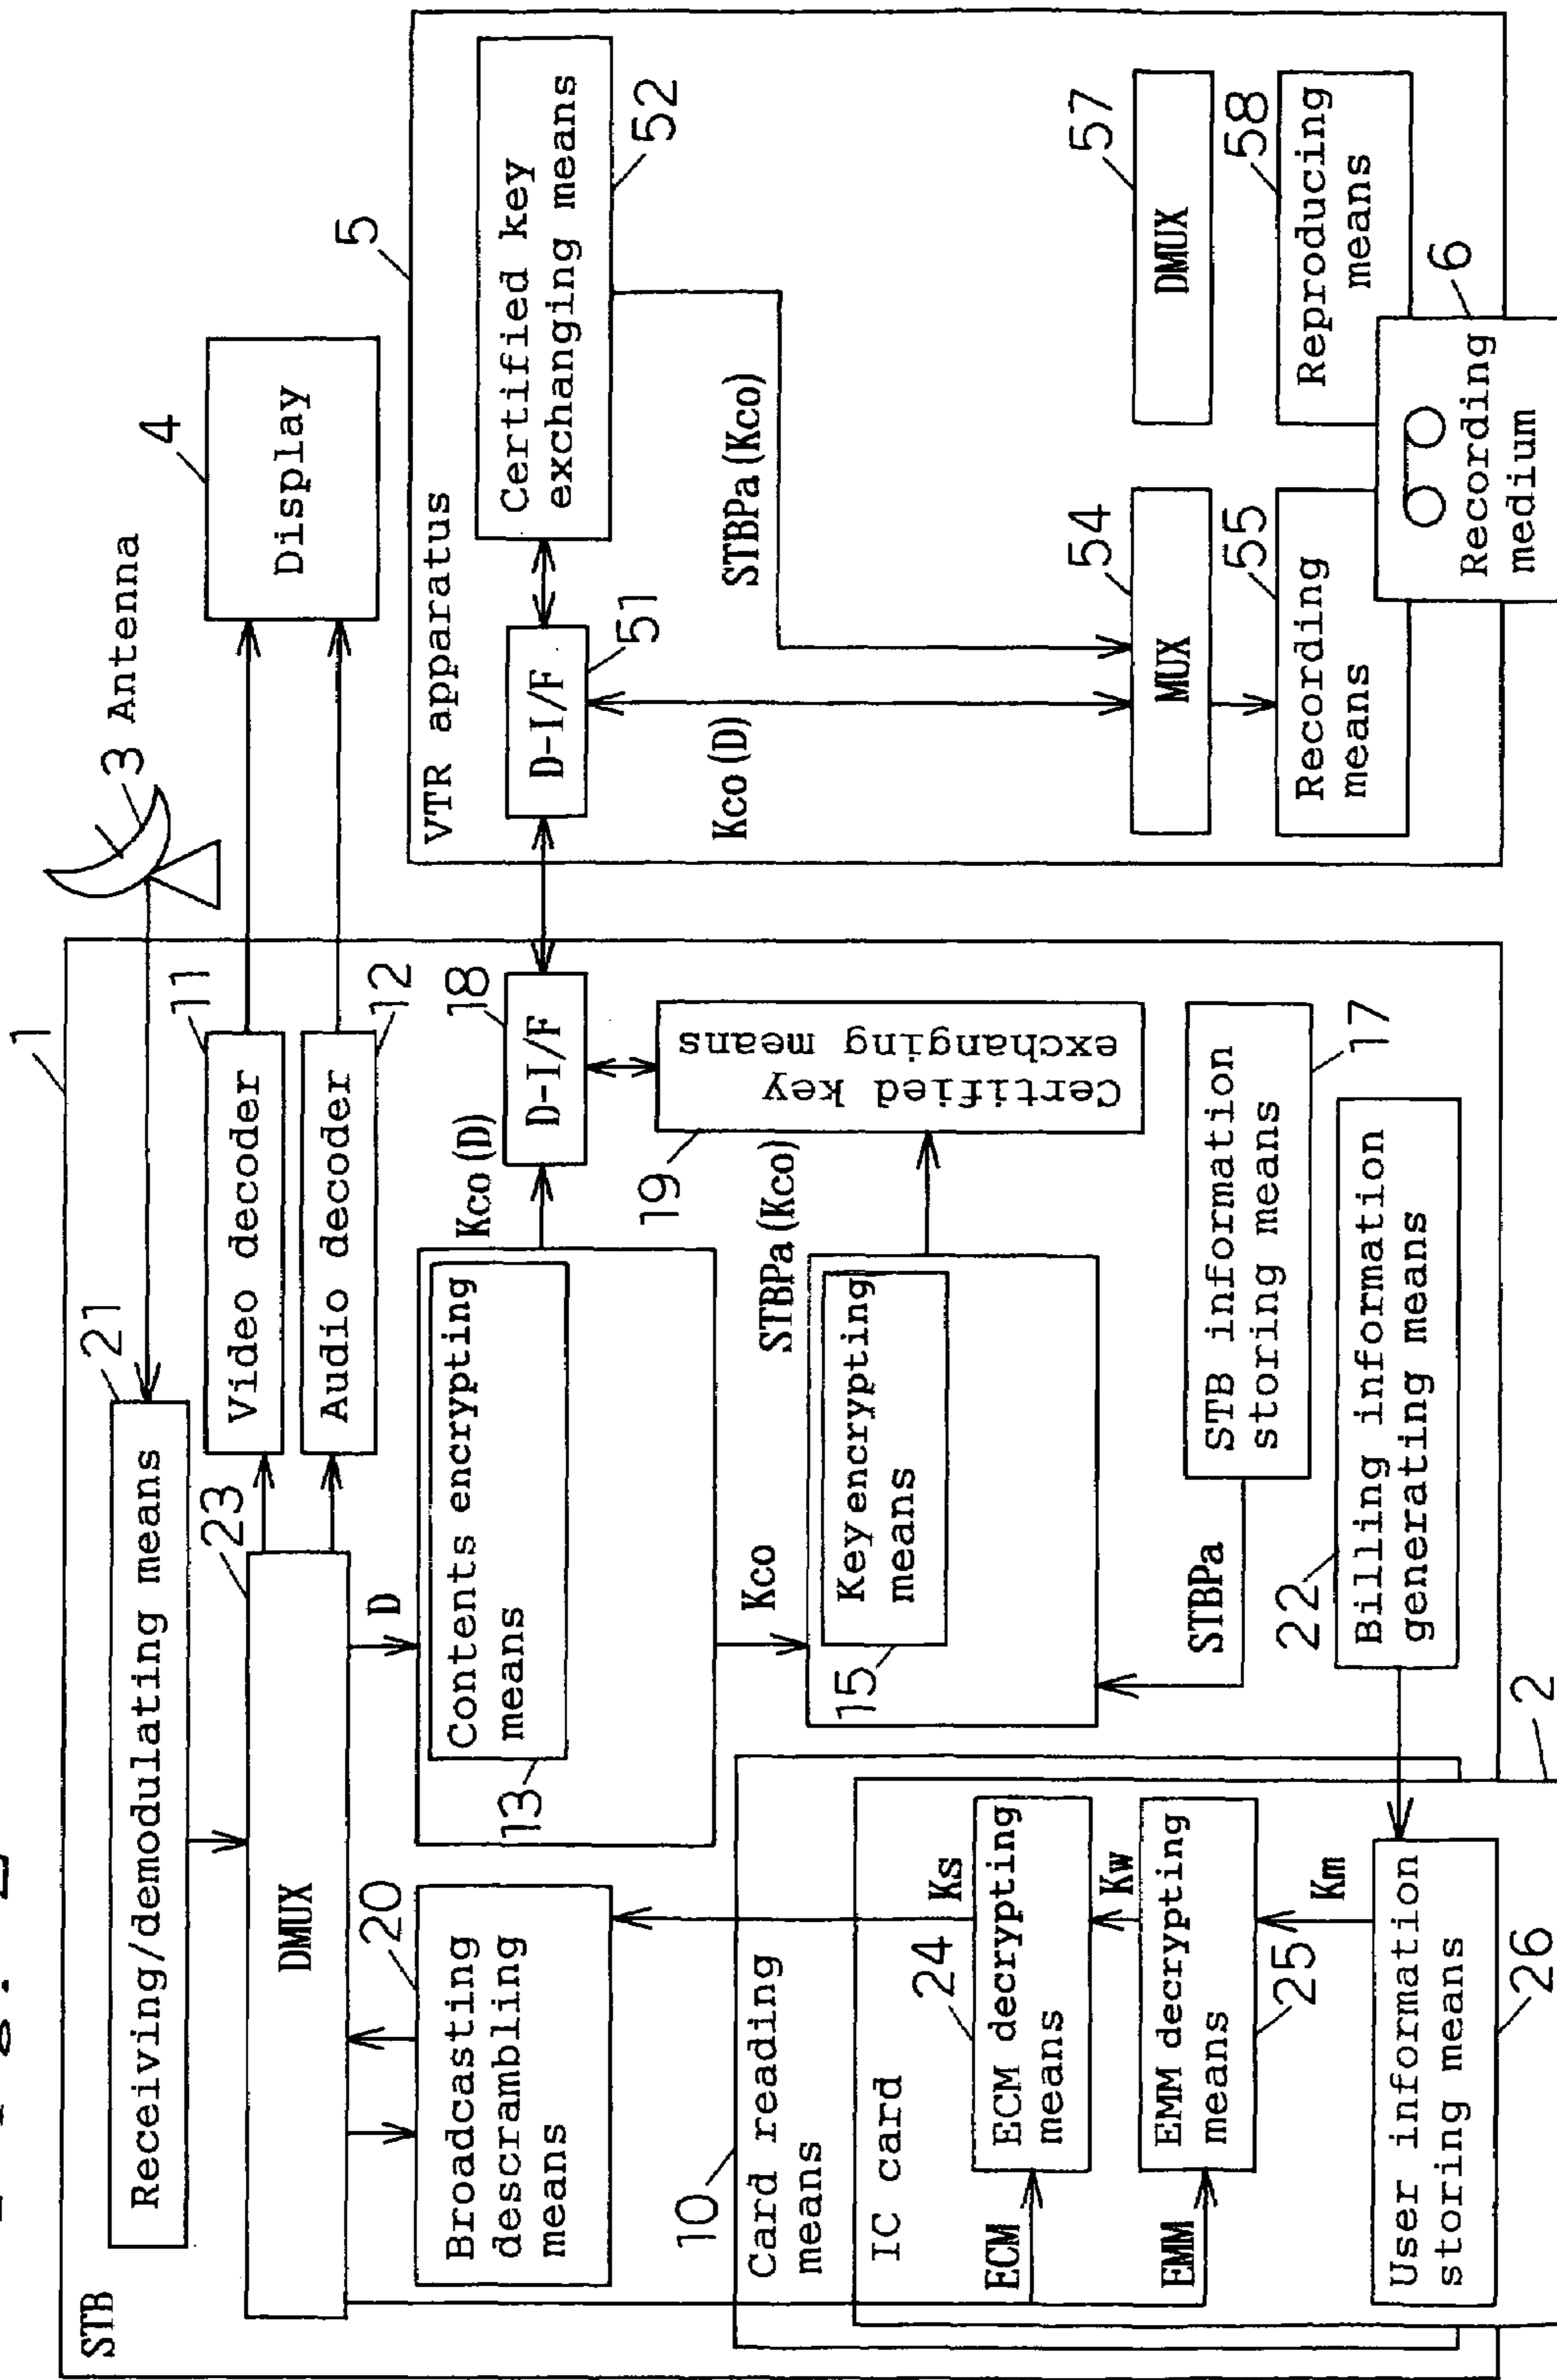 STB
1
Receiving/demodulating means
21
3 Antenna
DMUX
23
Video decoder
11
Audio decoder
12
Display
4
Broadcasting
descrambling
means
20
D
Contents encrypting
means
13
Kco(D)
D-I/F
18
Kco
Key encrypting
means
15
STBPa(Kco)
Certified key
exchanging means
19
STB information
storing means
17
STBPa
Billing information
generating means
22
Card reading
means
10
IC card
2
ECM
ECM decrypting
means
24
Ks
EMM
EMM decrypting
means
25
Kw
Km
User information
storing means
26
VTR apparatus
5
D-I/F
51
Certified key
exchanging means
52
Kco(D)
STBPa(Kco)
MUX
54
Recording
means
55
DMUX
57
Reproducing
means
58
Recording
medium
6